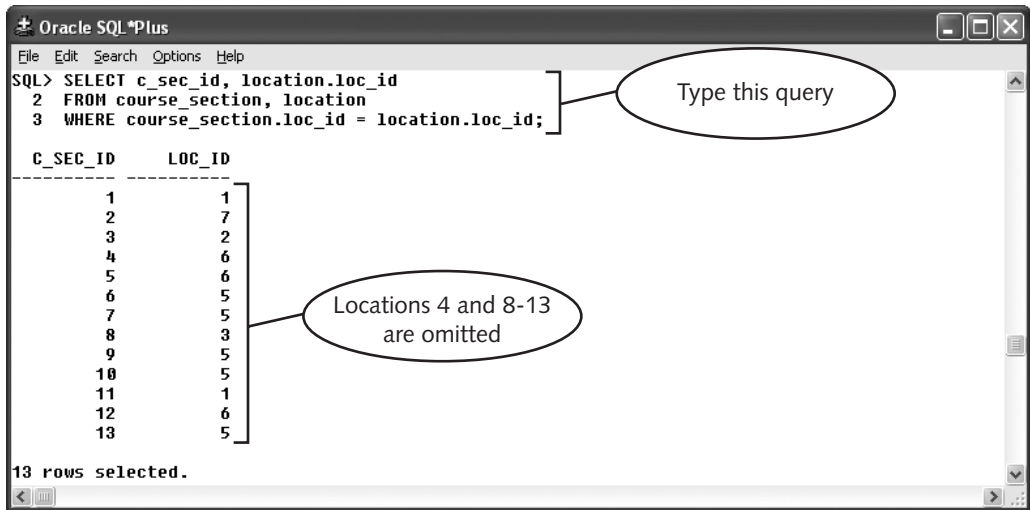 Oracle SQL*Plus
File Edit Search Options Help
SQL> SELECT c_sec_id, location.loc_id
2 FROM course_section, location
3 WHERE course_section.loc_id = location.loc_id;
Type this query
C_SEC_ID LOC_ID
---------- ----------
1 1
2 7
3 2
4 6
5 6
6 5
7 5
8 3
9 5
10 5
11 1
12 6
13 5
Locations 4 and 8-13
are omitted
13 rows selected.